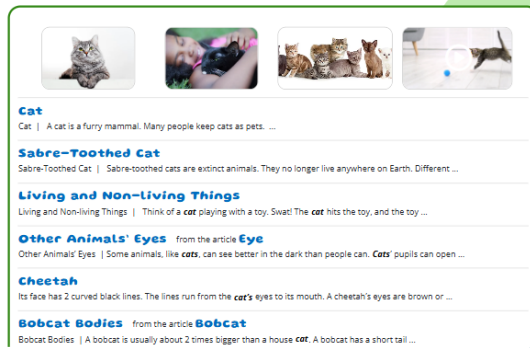 Cat
Cat | A cat is a furry mammal. Many people keep cats as pets. ...
Sabre-Toothed Cat
Sabre-Toothed Cat | Sabre-toothed cats are extinct animals. They no longer live anywhere on Earth. Different ...
Living and Non-living Things
Living and Non-living Things | Think of a cat playing with a toy. Swat! The cat hits the toy, and the toy ...
Other Animals' Eyes from the article Eye
Other Animals' Eyes | Some animals, like cats, can see better in the dark than people can. Cats' pupils can open ...
Cheetah
Its face has 2 curved black lines. The lines run from the cat's eyes to its mouth. A cheetah's eyes are brown or ...
Bobcat Bodies from the article Bobcat
Bobcat Bodies | A bobcat is usually about 2 times bigger than a house cat. A bobcat has a short tail ...